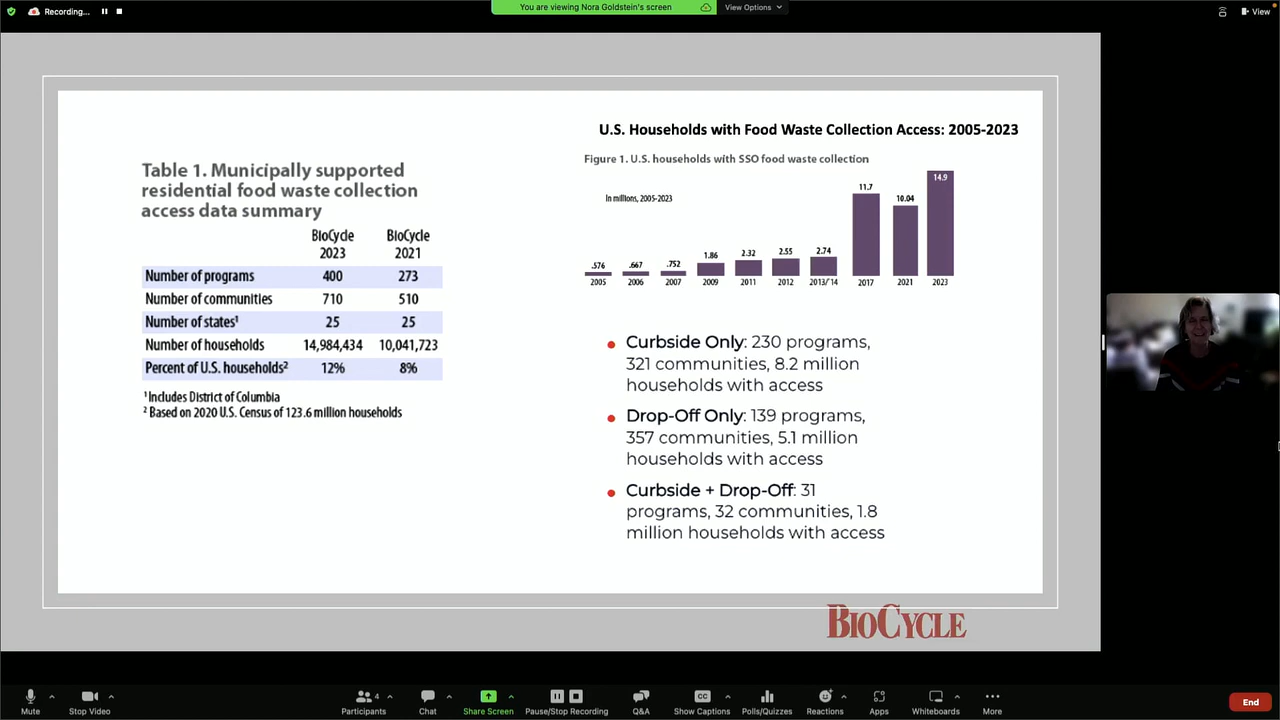 Recording...
You are viewing Nora Goldstein's screen
View Options
View
U.S. Households with Food Waste Collection Access: 2005-2023
Table 1. Municipally supported
residential food waste collection
access data summary
BioCycle 2023
BioCycle 2021
Number of programs 400 273
Number of communities 710 510
Number of states¹ 25 25
Number of households 14,984,434 10,041,723
Percent of U.S. households² 12% 8%
¹ Includes District of Columbia
² Based on 2020 U.S. Census of 123.6 million households
Figure 1. U.S. households with SSO food waste collection
In millions, 2005-2023
.576 .667 .752 1.86 2.32 2.55 2.74 11.7 10.04 14.9
2005 2006 2007 2009 2011 2012 2013/'14 2017 2021 2023
Curbside Only: 230 programs,
321 communities, 8.2 million
households with access
Drop-Off Only: 139 programs,
357 communities, 5.1 million
households with access
Curbside + Drop-Off: 31
programs, 32 communities, 1.8
million households with access
BIOCYCLE
Mute
Stop Video
Participants 4
Chat
Share Screen
Pause/Stop Recording
Q&A
CC
Show Captions
Polls/Quizzes
Reactions
Apps
Whiteboards
More
End